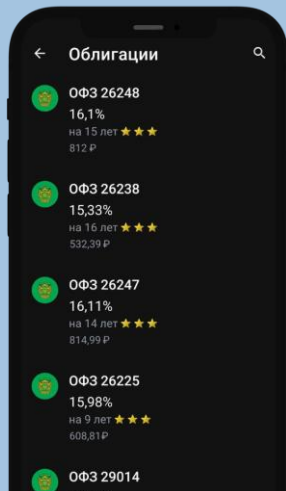 Облигации
ОФЗ 26248
16,1%
на 15 лет ★★★
812 ₽
ОФЗ 26238
15,33%
на 16 лет ★★★
532,39 ₽
ОФЗ 26247
16,11%
на 14 лет ★★★
814,99 ₽
ОФЗ 26225
15,98%
на 9 лет ★★★
608,81₽
ОФЗ 29014